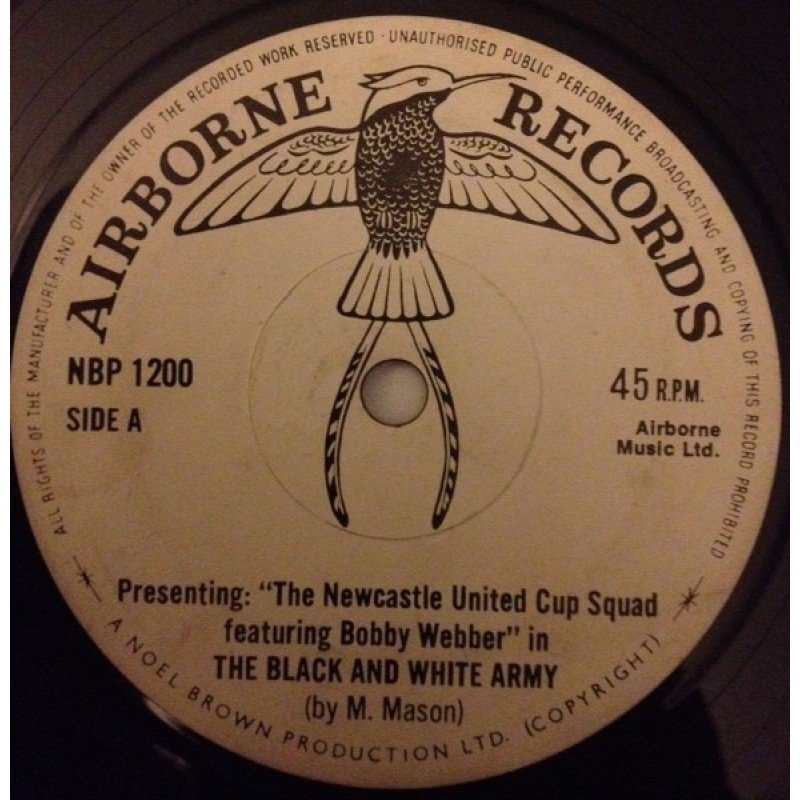 ALL RIGHTS OF THE MANUFACTURER AND OF THE OWNER OF THE RECORDED WORK RESERVED · UNAUTHORISED PUBLIC PERFORMANCE BROADCASTING AND COPYING OF THIS RECORD PROHIBITED
AIRBORNE RECORDS
NBP 1200
SIDE A
45 R.P.M.
Airborne
Music Ltd.
Presenting: "The Newcastle United Cup Squad
featuring Bobby Webber" in
THE BLACK AND WHITE ARMY
(by M. Mason)
A NOEL BROWN PRODUCTION LTD. (COPYRIGHT)